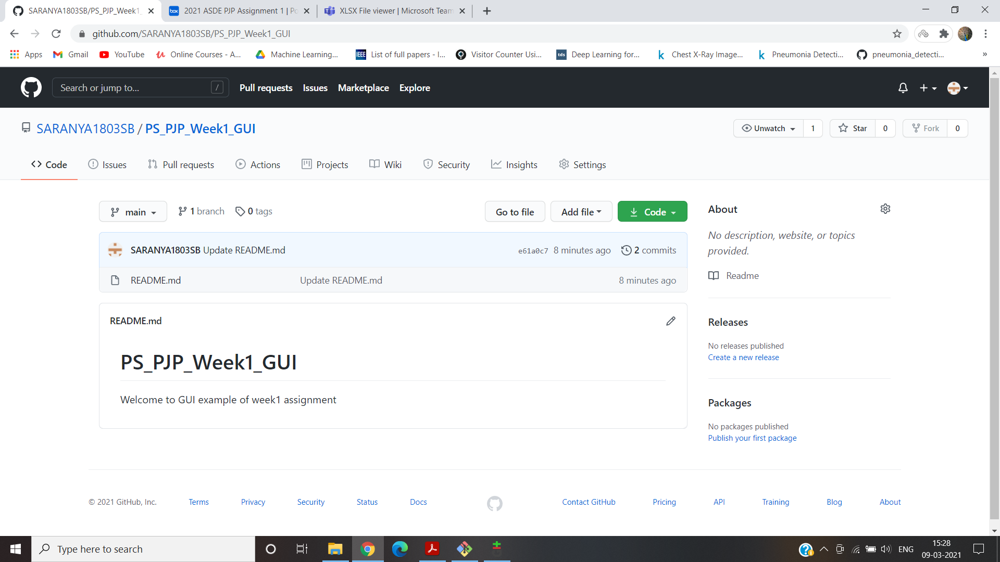 SARANYA1803SB/PS_PJP_Week1_
2021 ASDE PJP Assignment 1 | Po
XLSX File viewer | Microsoft Team
github.com/SARANYA1803SB/PS_PJP_Week1_GUI
Apps Gmail YouTube Online Courses - A... Machine Learning... IEEE List of full papers - I... Visitor Counter Usi... tds Deep Learning for... k Chest X-Ray Image... k Pneumonia Detecti... pneumonia_detecti... »
Search or jump to... / Pull requests Issues Marketplace Explore
SARANYA1803SB / PS_PJP_Week1_GUI Unwatch 1 Star 0 Fork 0
Code Issues Pull requests Actions Projects Wiki Security Insights Settings
main 1 branch 0 tags Go to file Add file Code
SARANYA1803SB Update README.md e61a0c7 8 minutes ago 2 commits
README.md Update README.md 8 minutes ago
README.md
PS_PJP_Week1_GUI
Welcome to GUI example of week1 assignment
About
No description, website, or topics
provided.
Readme
Releases
No releases published
Create a new release
Packages
No packages published
Publish your first package
© 2021 GitHub, Inc. Terms Privacy Security Status Docs Contact GitHub Pricing API Training Blog About
Type here to search
ENG
15:28
09-03-2021